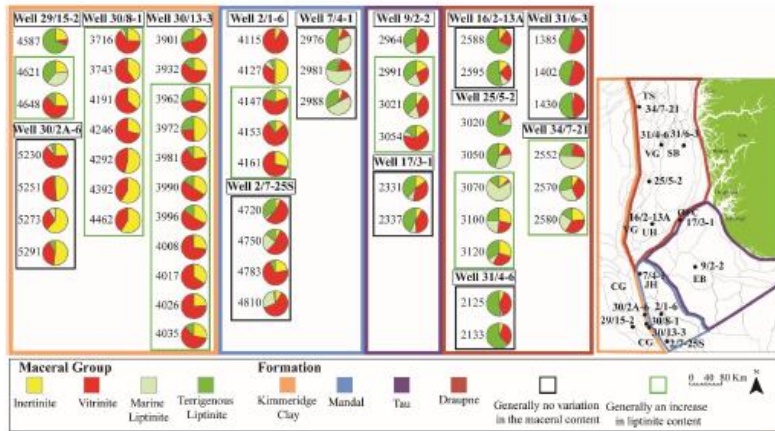 Well 29/15-2
4587
4621
4648
Well 30/2A-6
5230
5251
5273
5291
Well 30/8-1
3716
3743
4191
4246
4292
4392
4462
Well 30/13-3
3901
3932
3962
3972
3981
3990
3996
4008
4017
4026
4035
Well 2/1-6
4115
4127
4147
4153
4161
Well 2/7-25S
4720
4750
4783
4810
Well 7/4-1
2976
2981
2988
Well 9/2-2
2964
2991
3021
3054
Well 17/3-1
2331
2337
Well 16/2-13A
2588
2595
Well 25/5-2
3020
3050
3070
3100
3120
Well 31/4-6
2125
2133
Well 31/6-3
1385
1402
1430
Well 34/7-21
2552
2570
2580
TS
34/7-21
31/4-6 31/6-3
VG SB
25/5-2
16/2-13A
17/3-1
VG UH
9/2-2
7/4-1
EB
CG JH
30/2A-6 2/1-6
29/15-2 30/8-1
30/13-3
CG 2/7-25S
Maceral Group
Inertinite
Vitrinite
Marine
Liptinite
Terrigenous
Liptinite
Formation
Kimmeridge
Clay
Mandal
Tau
Draupne
Generally no variation
in the maceral content
Generally an increase
in liptinite content
0 40 80 Km
N